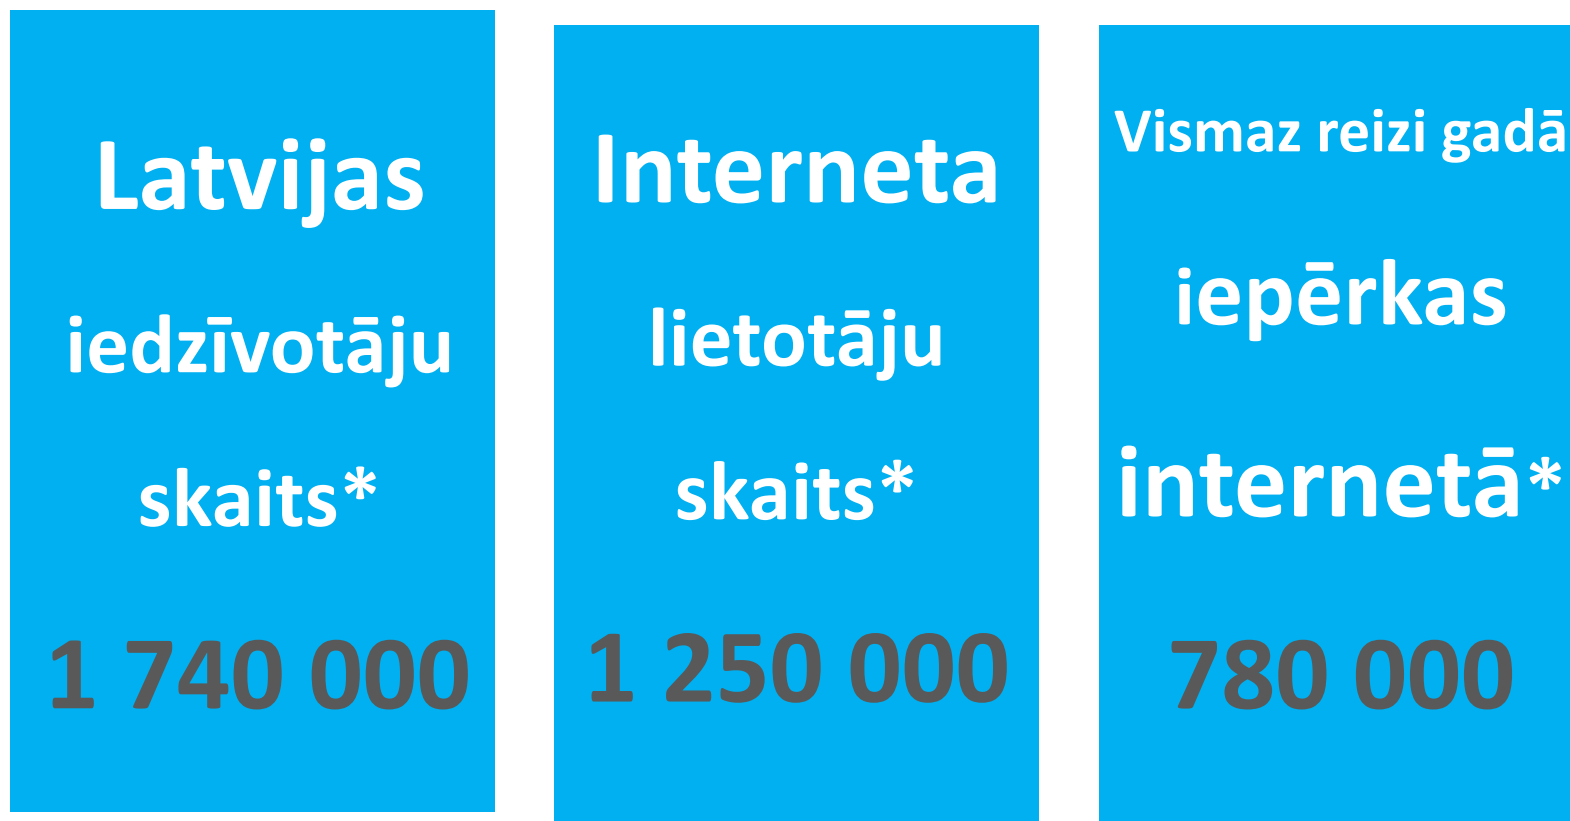 Latvijas
iedzīvotāju
skaits*
1 740 000
Interneta
lietotāju
skaits*
1 250 000
Vismaz reizi gadā
iepērkas
internetā*
780 000